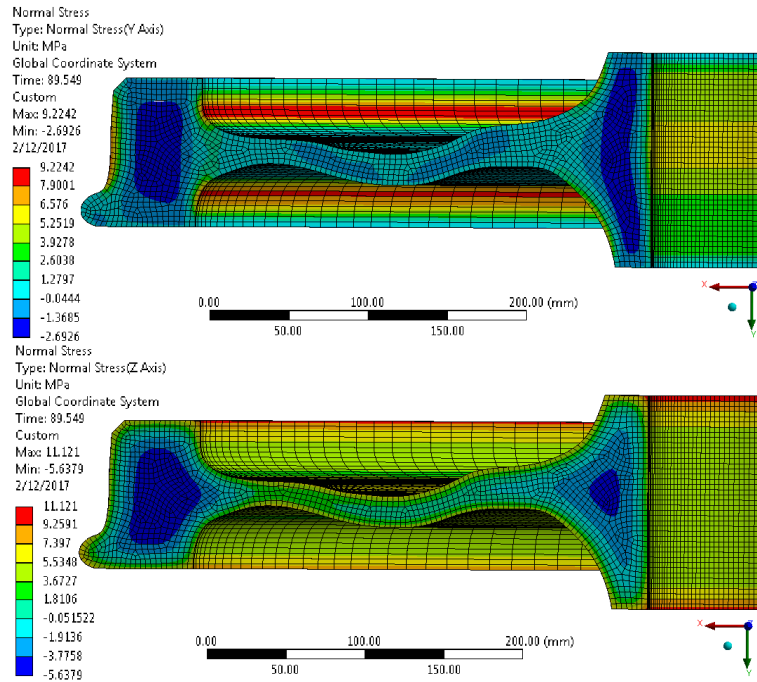 Normal Stress
Type: Normal Stress(Y Axis)
Unit: MPa
Global Coordinate System
Time: 89.549
Custom
Max: 9.2242
Min: -2.6926
2/12/2017
9.2242
7.9001
6.576
5.2519
3.9278
2.6038
1.2797
-0.0444
-1.3685
-2.6926
0.00 100.00 200.00 (mm)
50.00 150.00
X
Z
Y
Normal Stress
Type: Normal Stress(Z Axis)
Unit: MPa
Global Coordinate System
Time: 89.549
Custom
Max: 11.121
Min: -5.6379
2/12/2017
11.121
9.2591
7.397
5.5348
3.6727
1.8106
-0.051522
-1.9136
-3.7758
-5.6379
0.00 100.00 200.00 (mm)
50.00 150.00
X
Z
Y